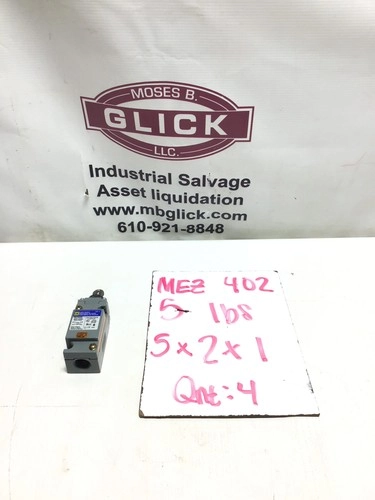 MOSES B.
GLICK
LLC.
Industrial Salvage
Asset liquidation
www.mbglick.com
610-921-8848
MEZ 402
5 lbs
5x2x1
Qnt: 4